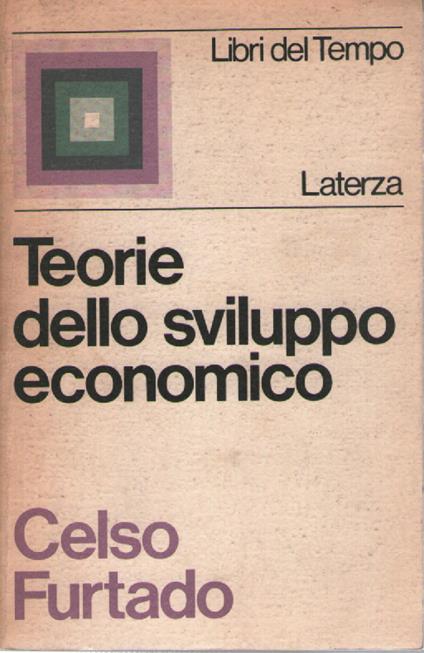 Libri del Tempo
Laterza
Teorie
dello sviluppo
economico
Celso
Furtado